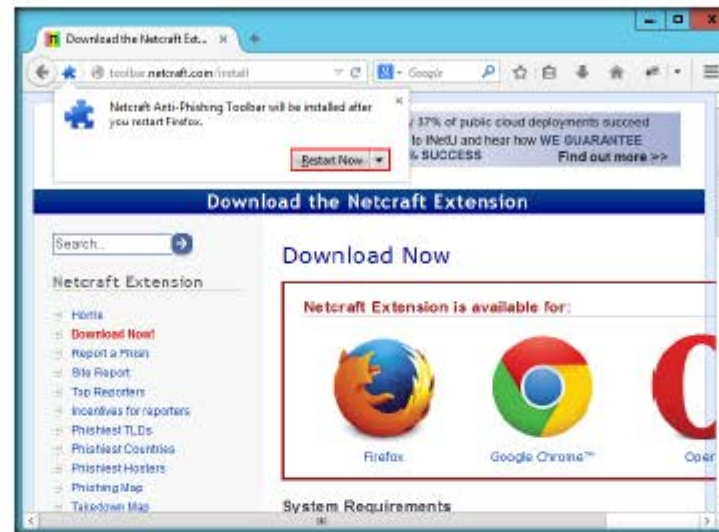 Download the Netcraft Ext...
toolbar.netcraft.com/install
Google
Netcraft Anti-Phishing Toolbar will be installed after
you restart Firefox.
Restart Now
37% of public cloud deployments succeed
to INetU and hear how WE GUARANTEE
SUCCESS
Find out more >>
Download the Netcraft Extension
Search...
Netcraft Extension
Home
Download Now!
Report a Phish
Site Report
Top Reporters
Incentives for reporters
Phishiest TLDs
Phishiest Countries
Phishiest Hosters
Phishing Map
Takedown Map
Download Now
Netcraft Extension is available for:
Firefox
Google Chrome™
Oper
System Requirements